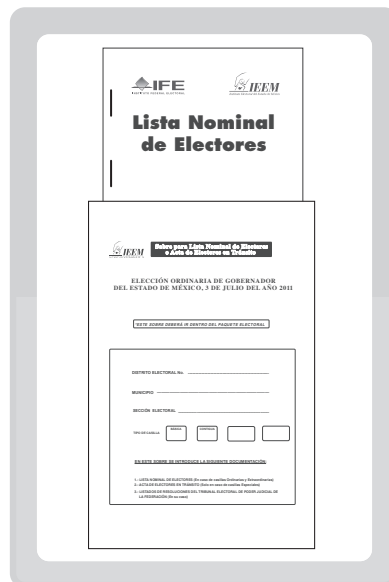 IFE
INSTITUTO FEDERAL ELECTORAL
IEEM
Lista Nominal
de Electores
IEEM
Sobre para Lista Nominal de Electores
o Acta de Electores en Tránsito
ELECCIÓN ORDINARIA DE GOBERNADOR
DEL ESTADO DE MÉXICO, 3 DE JULIO DEL AÑO 2011
*ESTE SOBRE DEBERÁ IR DENTRO DEL PAQUETE ELECTORAL
DISTRITO ELECTORAL No.
MUNICIPIO
SECCIÓN ELECTORAL
TIPO DE CASILLA
BÁSICA
CONTIGUA
EN ESTE SOBRE SE INTRODUCE LA SIGUIENTE DOCUMENTACIÓN:
1.- LISTA NOMINAL DE ELECTORES (En caso de casillas Ordinarias y Extraordinarias)
2.- ACTA DE ELECTORES EN TRÁNSITO (Solo en caso de casillas Especiales)
3.- LISTADOS DE RESOLUCIONES DEL TRIBUNAL ELECTORAL DE PODER JUDICIAL DE
LA FEDERACIÓN (En su caso)